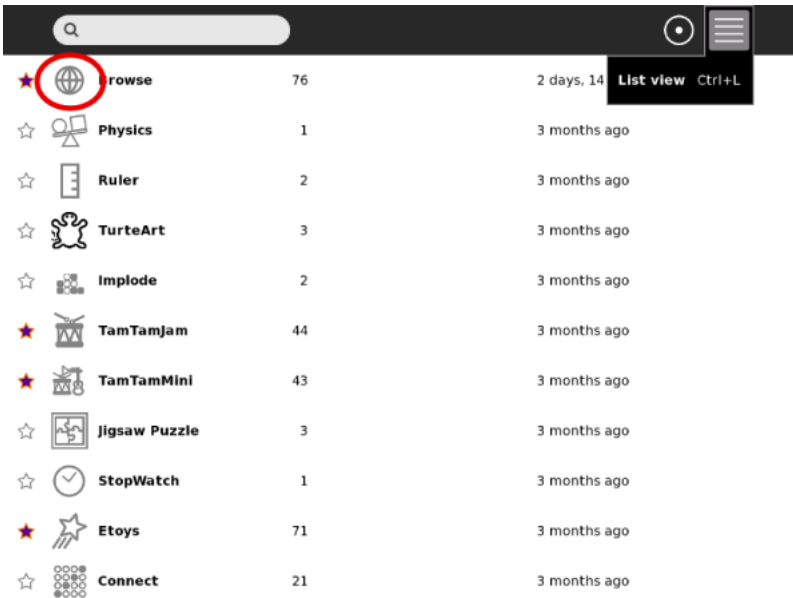 List view Ctrl+L
Browse 76 2 days, 14
Physics 1 3 months ago
Ruler 2 3 months ago
TurteArt 3 3 months ago
Implode 2 3 months ago
TamTamJam 44 3 months ago
TamTamMini 43 3 months ago
Jigsaw Puzzle 3 3 months ago
StopWatch 1 3 months ago
Etoys 71 3 months ago
Connect 21 3 months ago